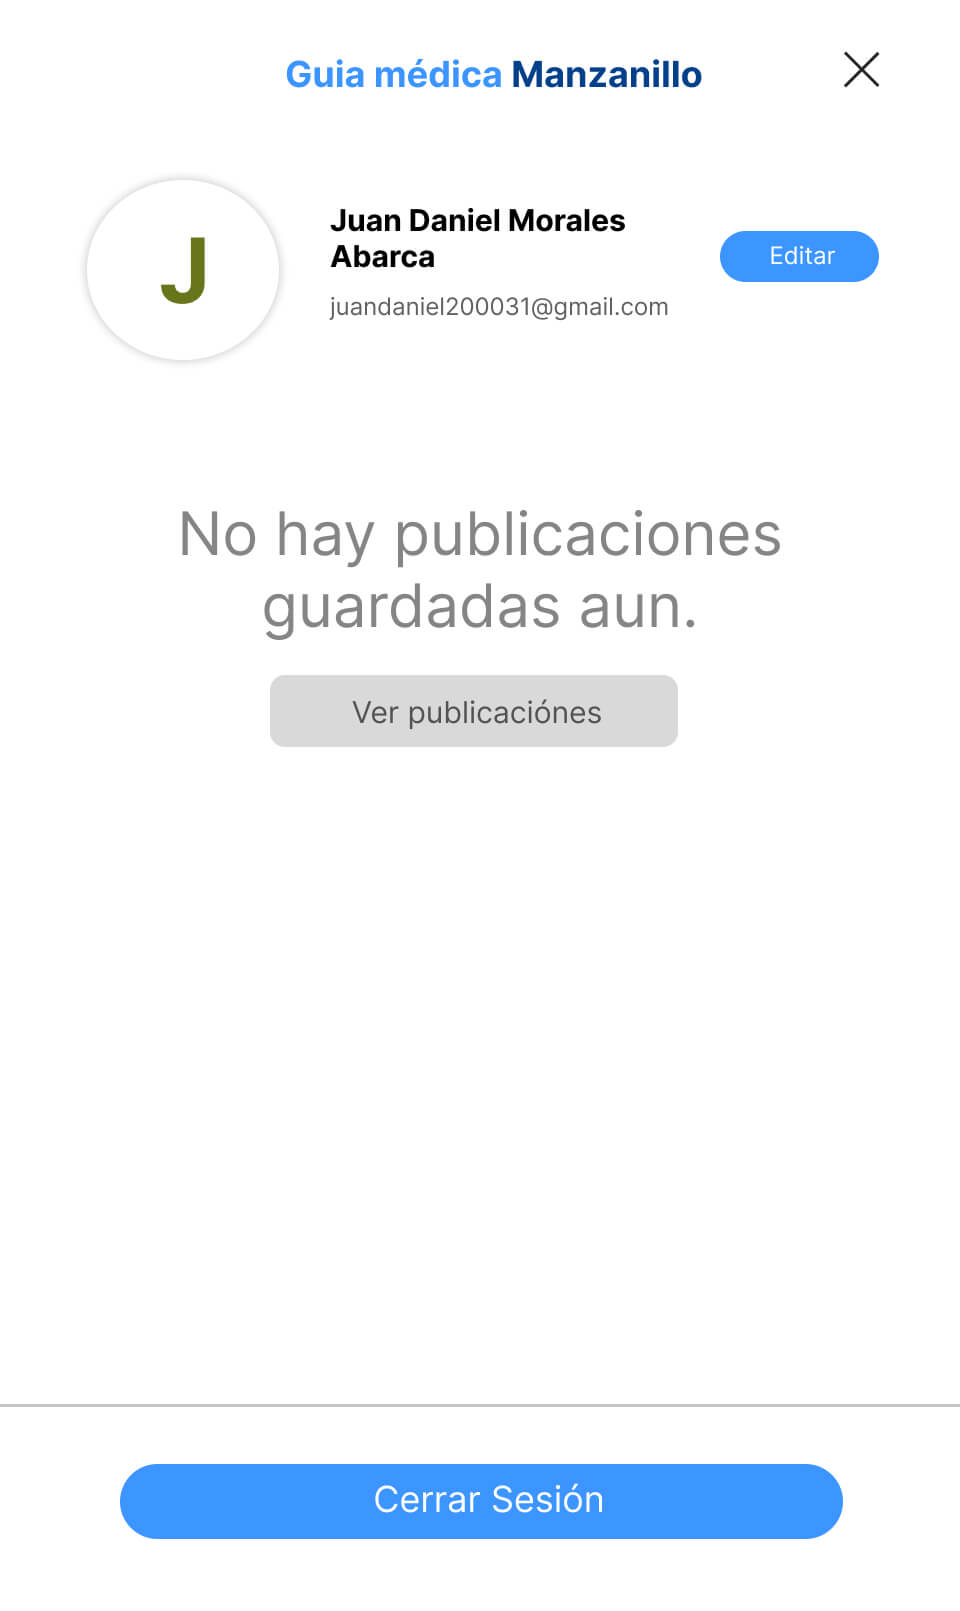 Guia médica Manzanillo
J
Juan Daniel Morales
Abarca
juandaniel200031@gmail.com
Editar
No hay publicaciones
guardadas aun.
Ver publicaciónes
Cerrar Sesión